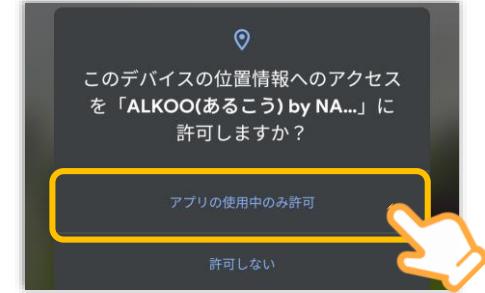 このデバイスの位置情報へのアクセス
を「ALKOO(あるこう) by NA...」に
許可しますか？
アプリの使用中のみ許可
許可しない